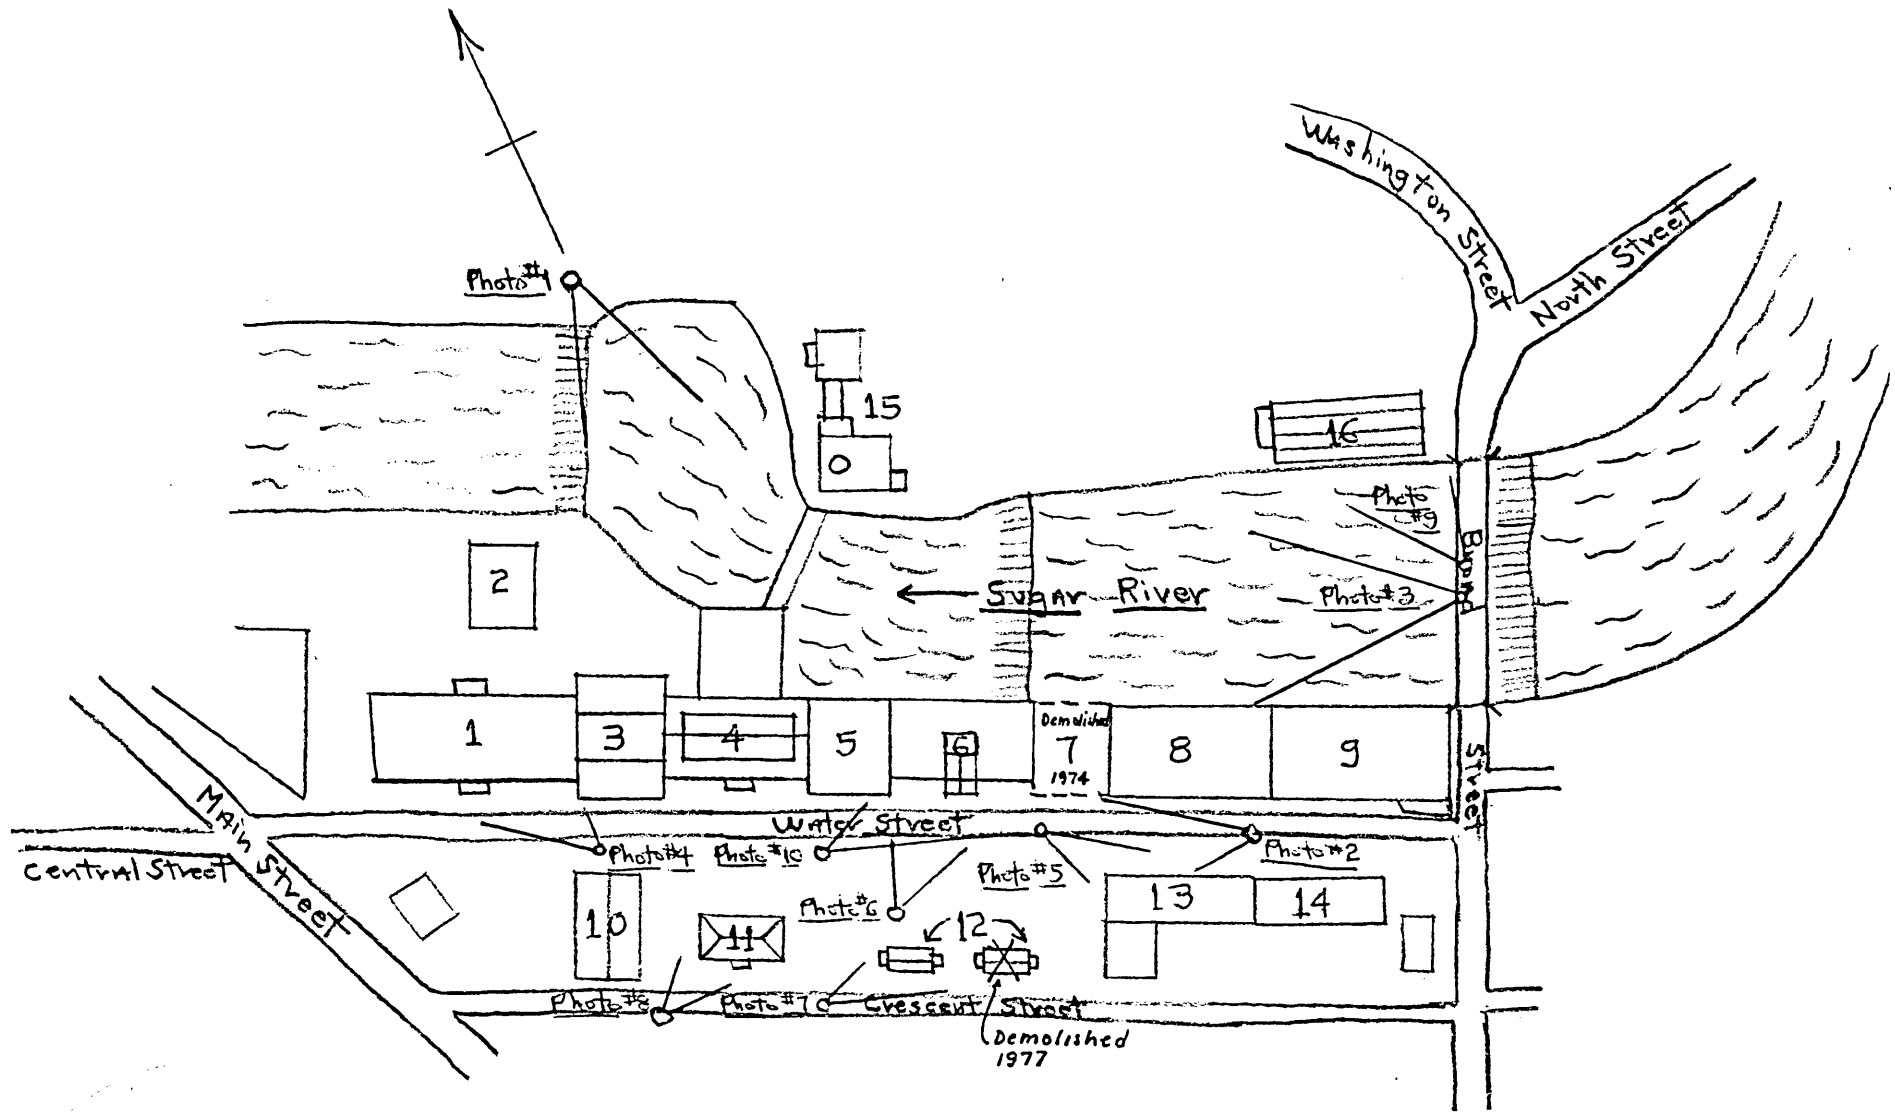 Washington Street
North Street
Photo #1
15
16
Photo
#9
Broad
2
← Sugar River
Photo #3
1
3
4
5
6
Demolished
7
1974
8
9
Street
Main Street
Water Street
Central Street
Photo #4
Photo #10
Photo #5
Photo #2
Photo #6
10
11
12
13
14
Photo #8
Photo #7
Crescent Street
Demolished
1977